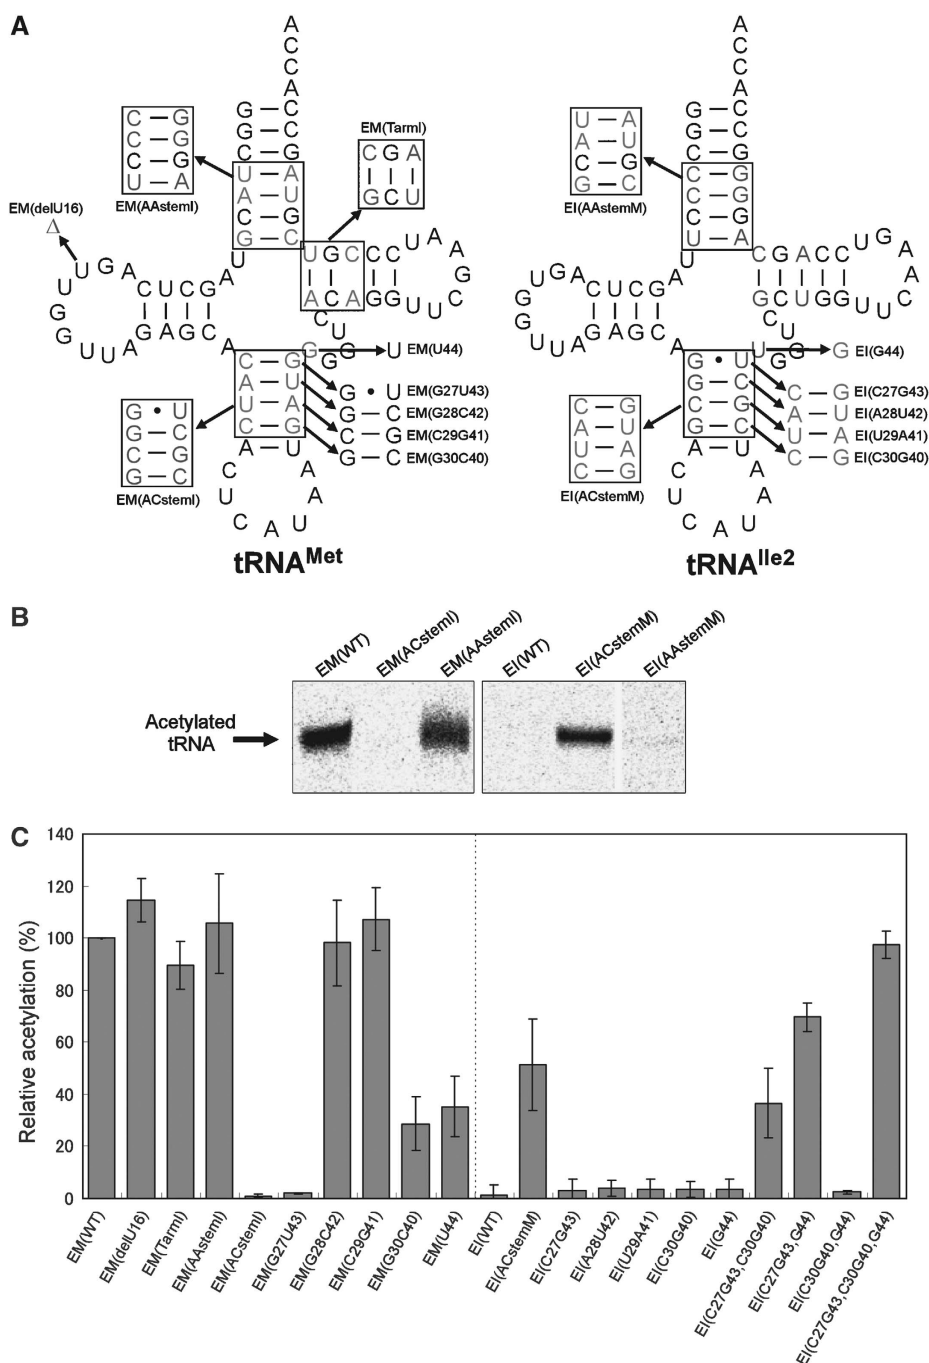 A
A
C
C
A
G – C
G – C
C – G
U – A
A – U
C – G
G – C
C – G
C – G
C – G
U – A
EM(AAstemI)
EM(TarmI)
C G A
G C U
EM(delU16)
Δ
U G C C C U A A G C U U
A C A G G
U G A C U C G A U
U G G U U A G A G C A
C U G G
U EM(U44)
C – G
A – U
U – A
C – G
G • U EM(G27U43)
G – C EM(G28C42)
C – G EM(C29G41)
G – C EM(G30C40)
G • U
G – C
C – G
G – C
EM(ACstemI)
A C U C A U A A U
tRNAMet
A
C
C
A
G – C
G – C
G – G
C – G
C – G
C – G
U – A
U – A
A – U
C – G
G – C
EI(AAstemM)
C G A C C U G A A C U U
G C U G G
U G A C U C G A U
U G G U U A G A G C A
C U G
U G EI(G44)
G • U
G – C
C – G
G – C
C – G EI(C27G43)
A – U EI(A28U42)
U – A EI(U29A41)
C – G EI(C30G40)
C – G
A – U
U – A
C – G
EI(ACstemM)
A C U C A U A A U
tRNAIle2
B
EM(WT)
EM(ACstemI)
EM(AAstemI)
EI(WT)
EI(ACstemM)
EI(AAstemM)
Acetylated
tRNA
C
Relative acetylation (%)
140
120
100
80
60
40
20
0
EM(WT)
EM(delU16)
EM(TarmI)
EM(AAstemI)
EM(ACstemI)
EM(G27U43)
EM(G28C42)
EM(C29G41)
EM(G30C40)
EM(U44)
EI(WT)
EI(ACstemM)
EI(C27G43)
EI(A28U42)
EI(U29A41)
EI(C30G40)
EI(G44)
EI(C27G43,C30G40)
EI(C27G43,G44)
EI(C30G40,G44)
EI(C27G43,C30G40,G44)